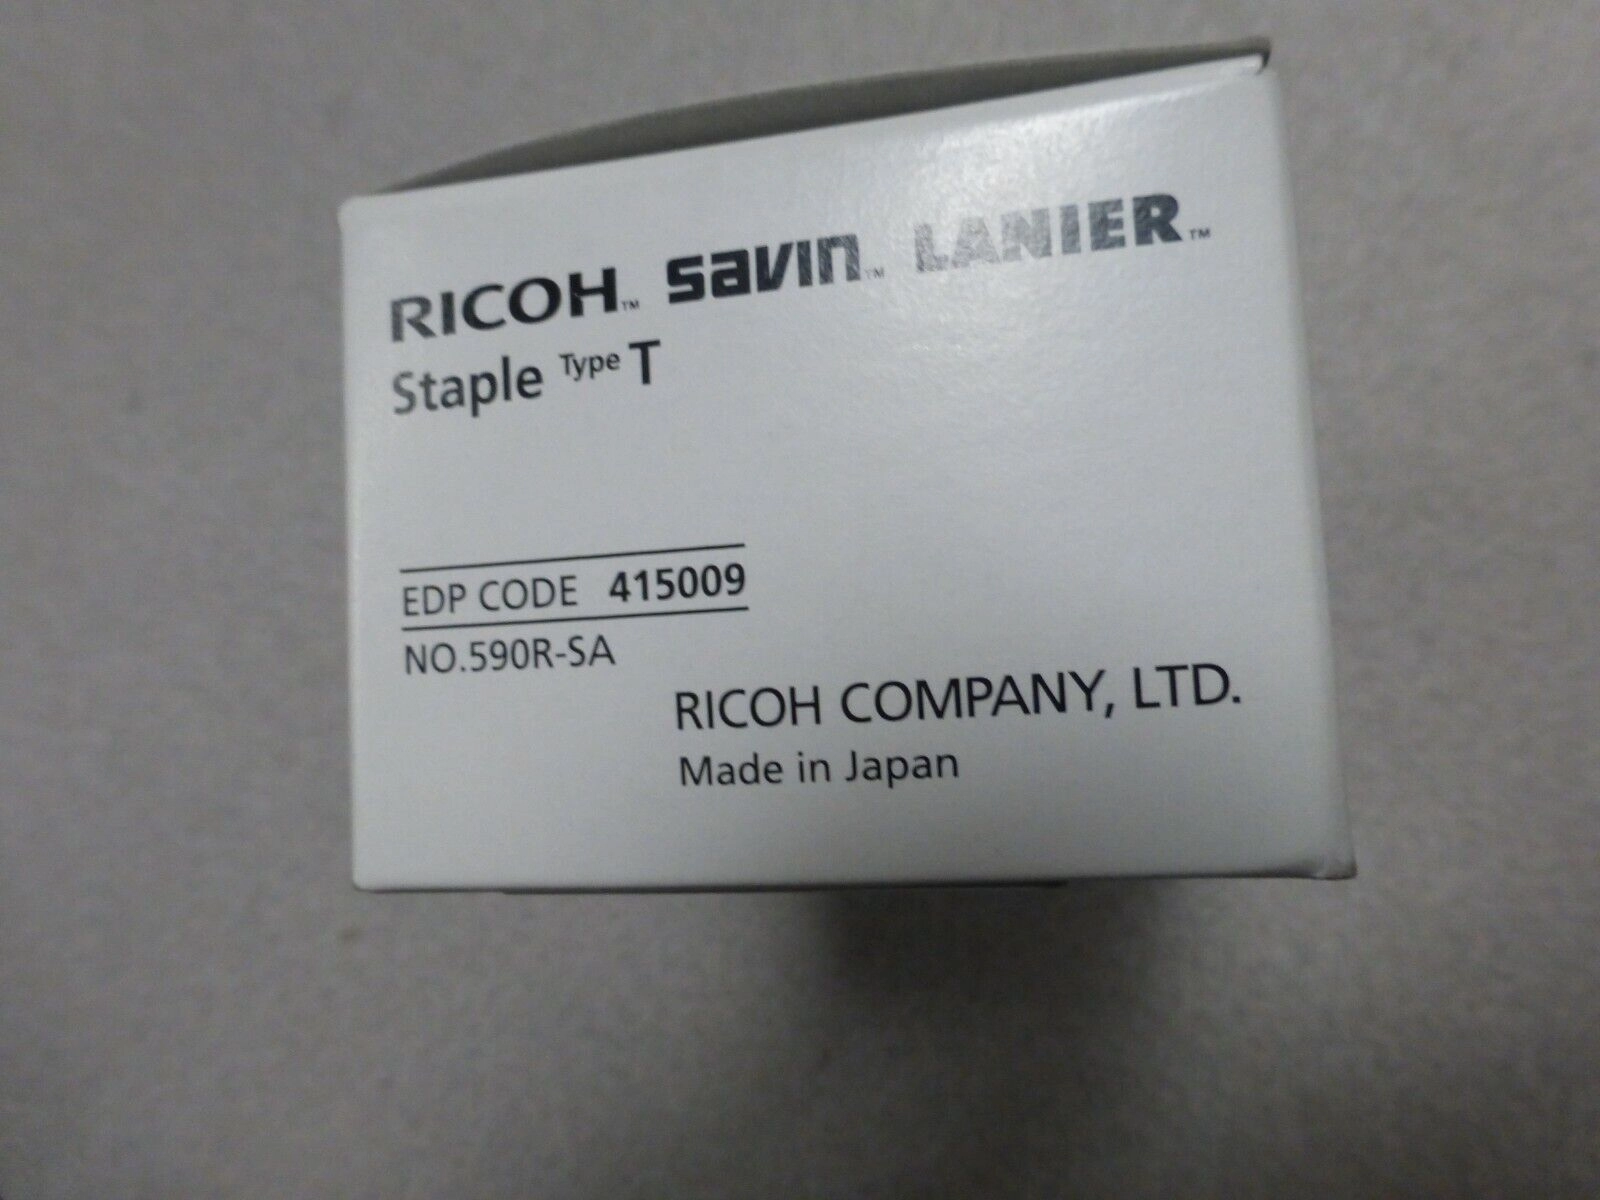 RICOH™ savin™ LANIER™
Staple Type T
EDP CODE 415009
NO.590R-SA
RICOH COMPANY, LTD.
Made in Japan